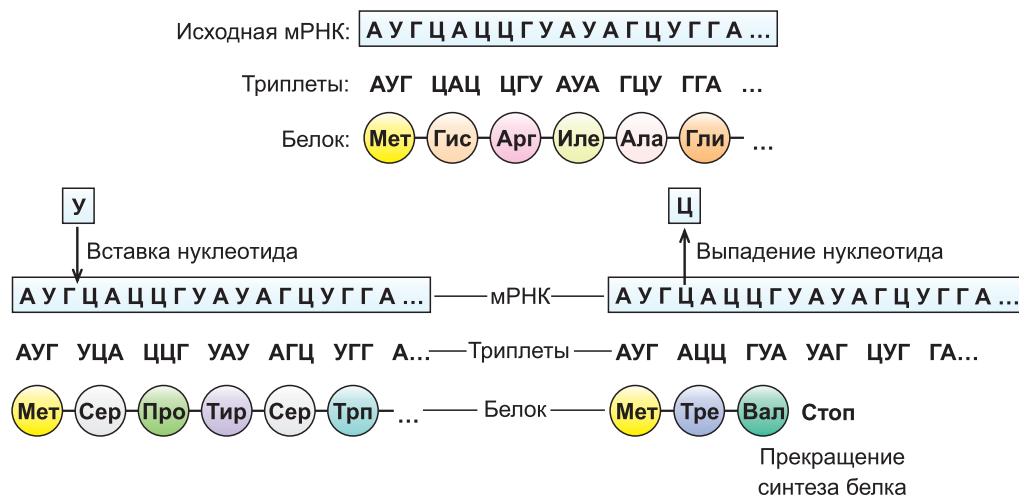 Исходная мРНК: А У Г Ц А Ц Ц Г У А У А Г Ц У Г Г А ...
Триплеты: АУГ ЦАЦ ЦГУ АУА ГЦУ ГГА ...
Белок: Мет Гис Арг Иле Ала Гли ...
У Ц
Вставка нуклеотида Выпадение нуклеотида
А У Г Ц А Ц Ц Г У А У А Г Ц У Г Г А ... мРНК А У Г Ц А Ц Ц Г У А У А Г Ц У Г Г А ...
АУГ УЦА ЦЦГ УАУ АГЦ УГГ А... Триплеты АУГ АЦЦ ГУА УАГ ЦУГ ГА...
Мет Сер Про Тир Сер Трп ... Белок Мет Тре Вал Стоп
Прекращение
синтеза белка